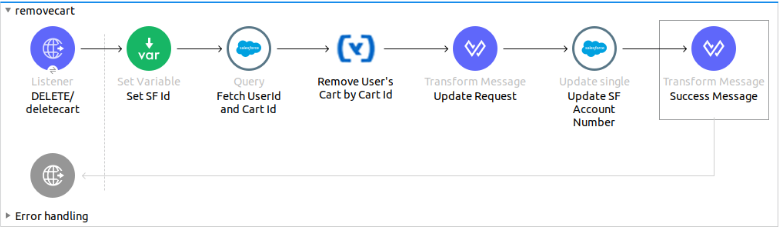 removecart
var
salesforce
salesforce
Listener
Set Variable
Query
Remove User's
Transform Message
Update single
Transform Message
DELETE/
Set SF Id
Fetch UserId
Cart by Cart Id
Update Request
Update SF
Success Message
deletecart
and Cart Id
Account
Number
Error handling